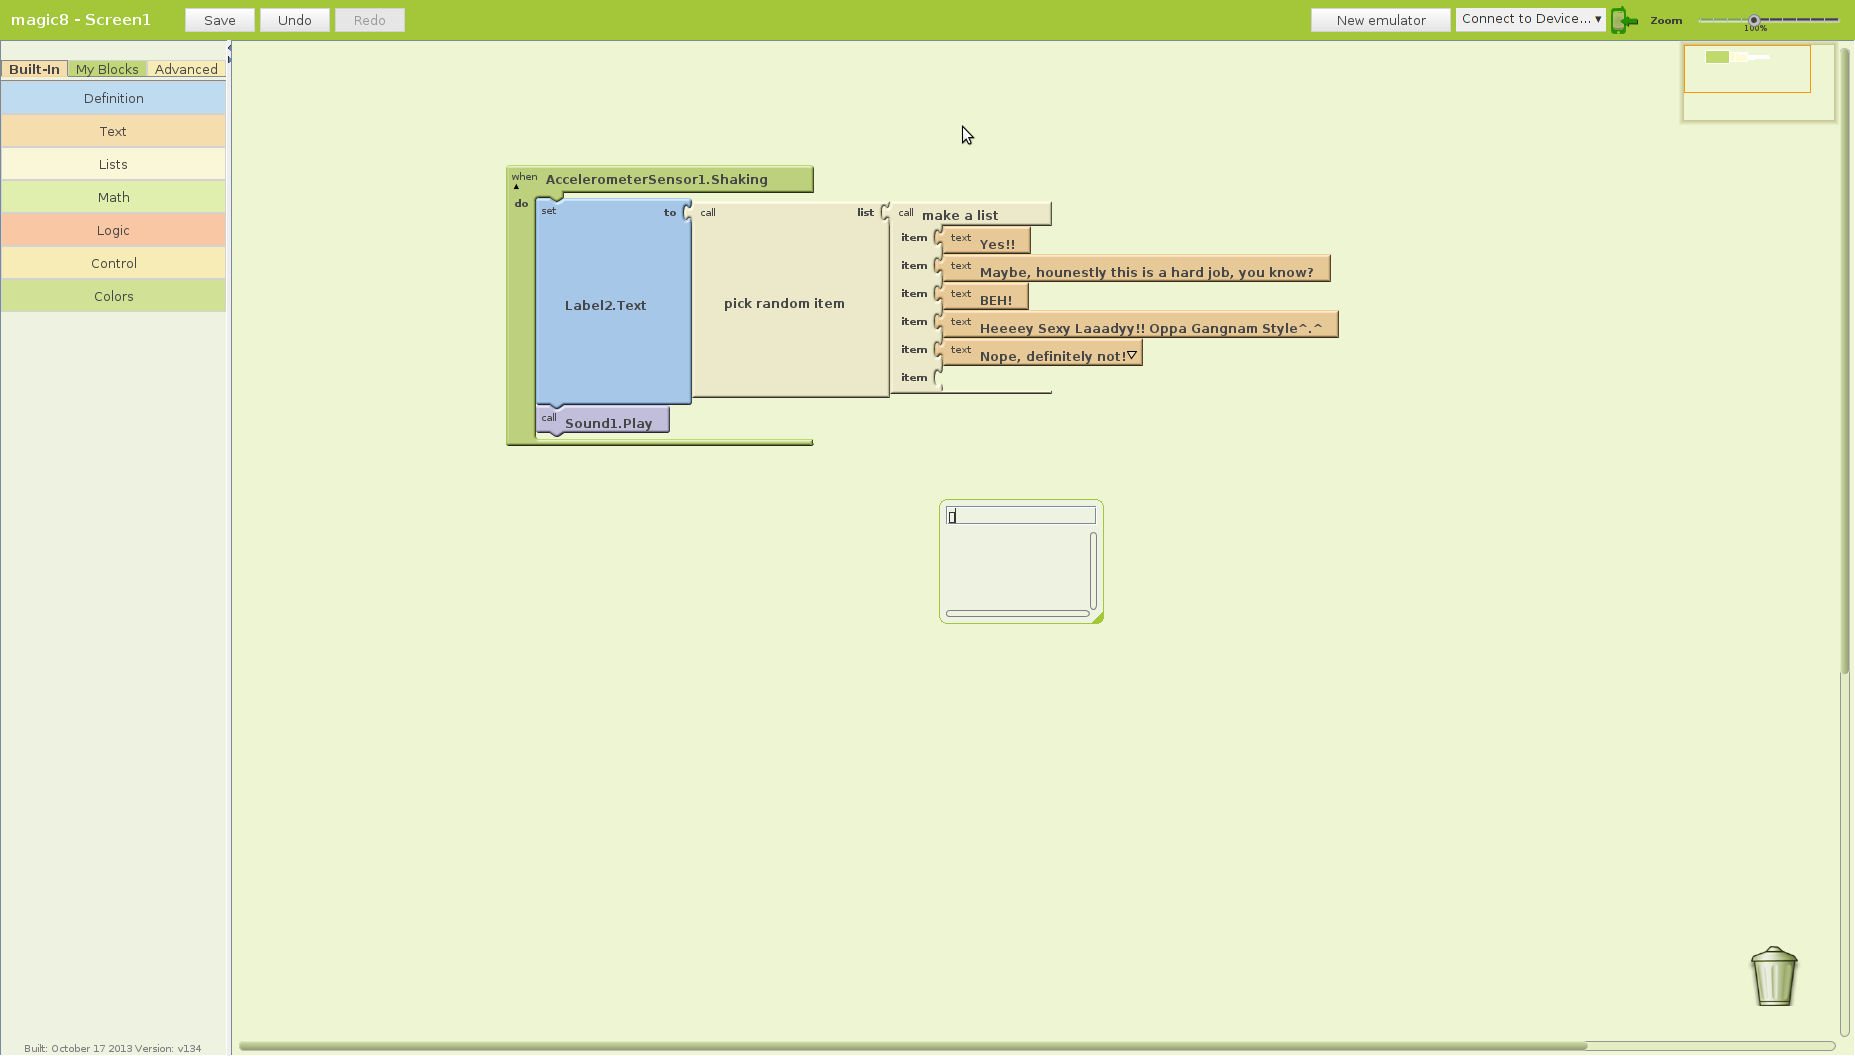 magic8 - Screen1
Save
Undo
Redo
New emulator
Connect to Device...
Zoom
100%
Built-In
My Blocks
Advanced
Definition
Text
Lists
Math
Logic
Control
Colors
when AccelerometerSensor1.Shaking
do
set Label2.Text to
call pick random item list
call make a list
item text Yes!!
item text Maybe, hounestly this is a hard job, you know?
item text BEH!
item text Heeeey Sexy Laaadyy!! Oppa Gangnam Style^.^
item text Nope, definitely not!
item
call Sound1.Play
Built: October 17 2013 Version: v134